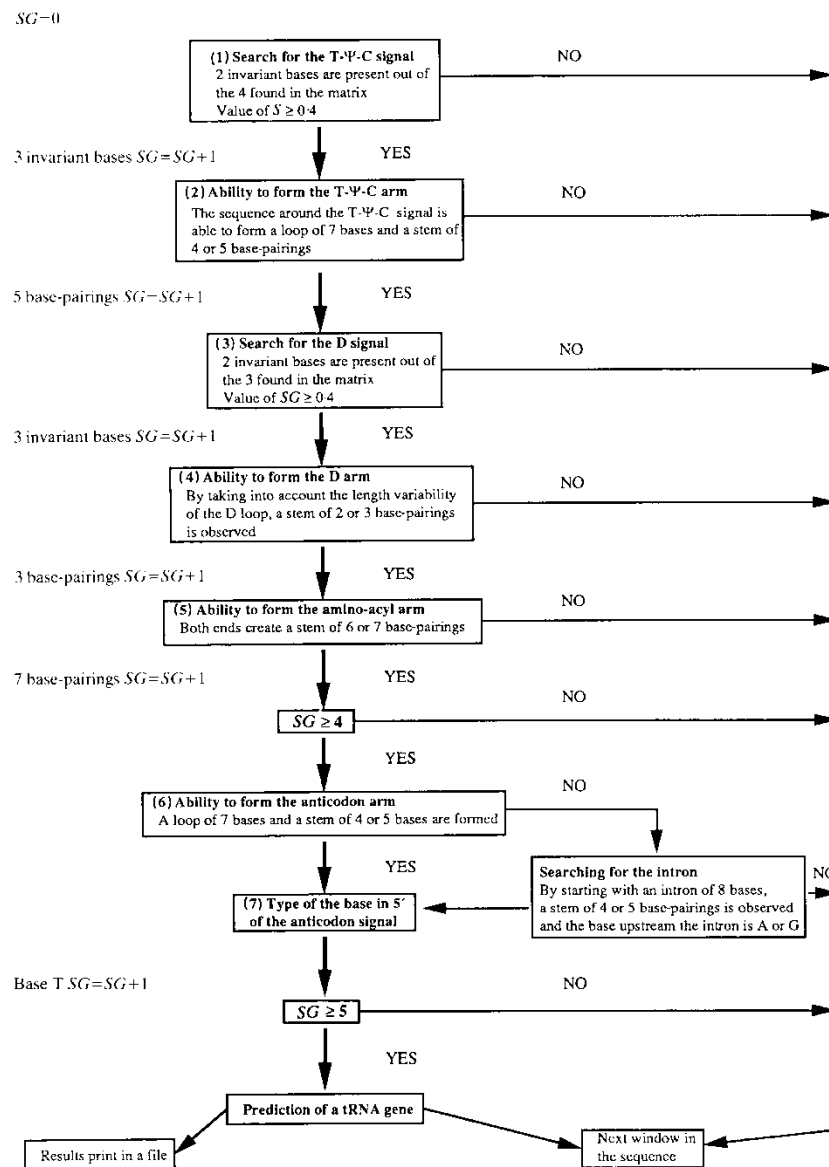 SG=0
(1) Search for the T-Ψ-C signal
2 invariant bases are present out of
the 4 found in the matrix
Value of S ≥ 0·4
NO
YES
3 invariant bases SG=SG+1
(2) Ability to form the T-Ψ-C arm
The sequence around the T-Ψ-C signal is
able to form a loop of 7 bases and a stem of
4 or 5 base-pairings
NO
YES
5 base-pairings SG=SG+1
(3) Search for the D signal
2 invariant bases are present out of
the 3 found in the matrix
Value of SG ≥ 0·4
NO
YES
3 invariant bases SG=SG+1
(4) Ability to form the D arm
By taking into account the length variability
of the D loop, a stem of 2 or 3 base-pairings
is observed
NO
YES
3 base-pairings SG=SG+1
(5) Ability to form the amino-acyl arm
Both ends create a stem of 6 or 7 base-pairings
NO
YES
7 base-pairings SG=SG+1
SG ≥ 4
NO
YES
(6) Ability to form the anticodon arm
A loop of 7 bases and a stem of 4 or 5 bases are formed
NO
YES
Searching for the intron
By starting with an intron of 8 bases,
a stem of 4 or 5 base-pairings is observed
and the base upstream the intron is A or G
NO
(7) Type of the base in 5′
of the anticodon signal
Base T SG=SG+1
SG ≥ 5
NO
YES
Prediction of a tRNA gene
Results print in a file
Next window in
the sequence